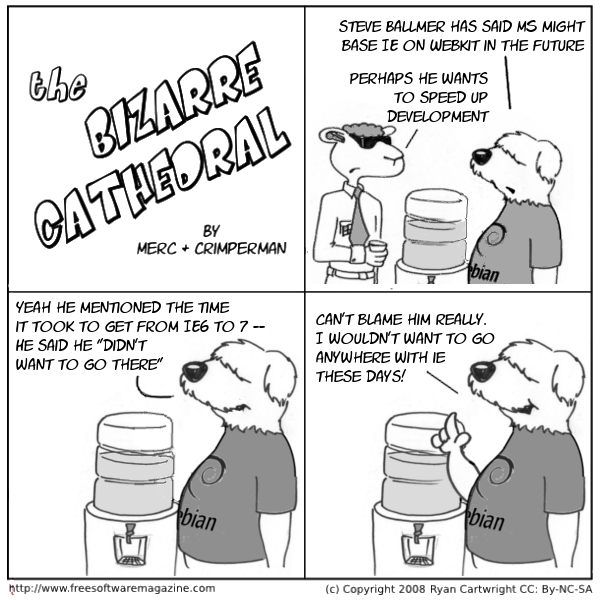 the
BIZARRE
CATHEDRAL
BY
MERC + CRIMPERMAN
STEVE BALLMER HAS SAID MS MIGHT
BASE IE ON WEBKIT IN THE FUTURE
PERHAPS HE WANTS
TO SPEED UP
DEVELOPMENT
bian
YEAH HE MENTIONED THE TIME
IT TOOK TO GET FROM IE6 TO 7 --
HE SAID HE "DIDN'T
WANT TO GO THERE"
ebian
CAN'T BLAME HIM REALLY.
I WOULDN'T WANT TO GO
ANYWHERE WITH IE
THESE DAYS!
ebian
http://www.freesoftwaremagazine.com
(c) Copyright 2008 Ryan Cartwright CC: By-NC-SA